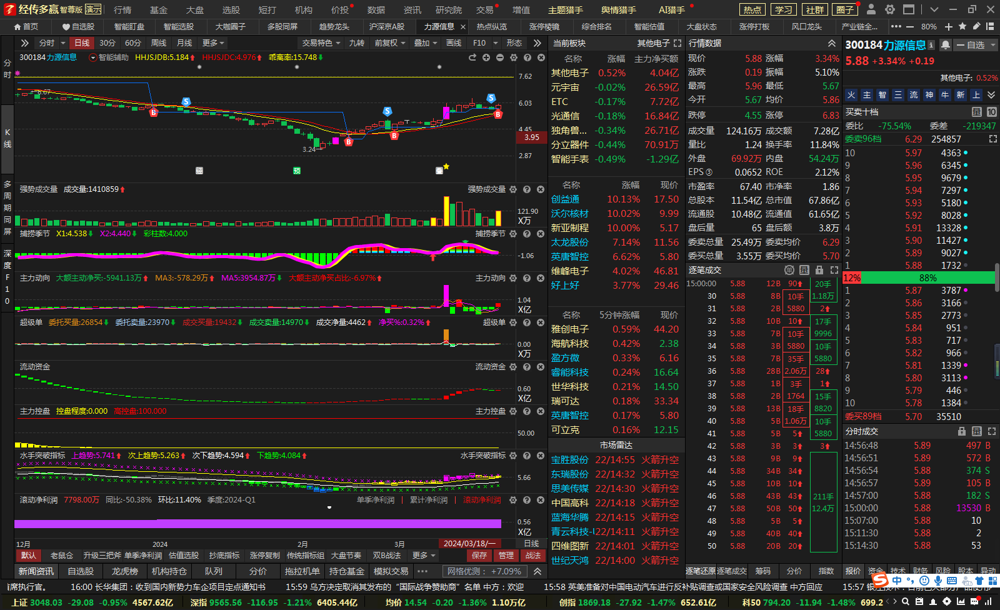 经传多赢 智尊版 演示 行情 基金 大盘 选股 短打 机构 价投 数据 资讯 研究院 交易 增值 主题猎手 舆情猎手 AI猎手 热点 学习 社群 圈子
首页 自选股 智能盯盘 智能选股 大咖圈子 多股同屏 趋势龙头 沪深京A股 力源信息 × 热点纵览 涨停棱镜 综合排名 智能估值 大盘状态 涨停打板 风口龙头 产业链全... 80%
分时 日线 30分 60分 周线 月线 更多 交易特色 九转 前复权 叠加 画线 F10 形态
300184 力源信息 智能辅助 HHJSJDB:5.184 HHJSJDC:4.976 乖离率:15.748
7.62
6.67
6.03
4.45
3.95
3.24
2.87
强势成交量 成交量:1410859 强势成交量
121.90
X万
捕捞季节 X1:4.538 X2:4.440 彩柱数:4.000 捕捞季节
-1.06
主力动向 大额主动净买:-5941.13万 MA3:-578.29万 MA5:3954.87万 大额主动净买占比:-6.97% 主力动向
1.04
X亿
超级单 委托买量:26854 委托卖量:23970 成交买量:19432 成交卖量:14970 成交净量:4462 净买%:0.32% 超级单
0.00
X万
流动资金 流动资金
0.60
X亿
主力控盘 控盘程度:0.000 高控盘:100.000 主力控盘
50.00
水手突破指标 上趋势:5.741 次上趋势:5.263 次下趋势:4.594 下趋势:4.084 水手突破指标
5.66
滚动净利润 7798.00万 同比:-50.38% 环比:11.40% 季度:2024-Q1 单季净利润 | 累计净利润 | 滚动净利润
0.56
X亿
12月 2024 2月 3月 2024/03/18/一 日线
默认 老鼠仓 升级三把斧 单季净利润 估值选股 抄底指标 涨停复制 传统指标组 大盘节奏 双B战法 更多 保存 管理 战法
新闻资讯 自选股 龙虎榜 机构持仓 队列 分价 拖拉机单 持仓基金 模拟交易 网格优测: +7.09%
分时
K线
多周期同屏
深度F10
当前板块 其他电子
名称 涨幅 主力净买额
其他电子 0.52% 4.04亿
元宇宙 -0.02% 26.59亿
ETC -0.17% 7.72亿
光通信 -0.18% 16.84亿
独角兽... -0.34% 26.71亿
分立器件 -0.44% 70.91万
智能手表 -0.49% -1.29亿
名称 涨幅 现价
创益通 10.13% 17.50
沃尔核材 10.02% 9.99
新亚制程 10.00% 5.17
太龙股份 7.14% 11.56
英唐智控 6.62% 5.80
维峰电子 4.02% 46.81
好上好 3.77% 29.46
名称 5分钟涨幅 现价
雅创电子 0.59% 44.20
海航科技 0.42% 2.38
盈方微 0.33% 6.16
睿能科技 0.24% 16.64
世华科技 0.21% 14.50
瑞可达 0.18% 33.34
英唐智控 0.17% 5.80
可立克 0.16% 12.15
市场雷达
宝胜股份 22/14:55 火箭升空
东瑞股份 22/14:32 火箭升空
思美传媒 22/14:30 火箭升空
中国高科 22/14:18 火箭升空
蓝海华腾 22/14:15 火箭升空
青云科技-U 22/14:11 火箭升空
四维图新 22/14:01 火箭升空
世纪天鸿 22/14:00 火箭升空
行情数据
现价 5.88 涨幅 3.34%
涨跌 0.19 振幅 5.10%
最高 5.96 最低 5.67
今开 5.67 均价 5.86
跌停 4.55 涨停 6.83
成交量 124.16万 成交额 7.28亿
量比 1.24 换手率 11.84%
外盘 69.92万 内盘 54.24万
EPS③ 0.0652 ROE 2.12%
市盈率 67.40 市净率 1.86
总股本 11.54亿 总市值 67.86亿
流通股 10.48亿 流通值 61.65亿
盘后量 65 盘后额 3.8万
委卖总量 25.49万 委卖均价 6.29
委买总量 3.55万 委买均价 5.70
逐笔成交
15:00:00 5.88 12B 90 20手
30 5.88 8B 10手 1.18万
31 5.88 2B 5880 2
32 5.88 10B 10 17手
33 5.88 7B 10手 9996
34 5.88 3B 5880 10手
35 5.88 7B 35手 5880
36 5.88 28B 2.06万 28
37 5.88 1B 3手 1
38 5.88 2B 1764 15手
39 5.88 13B 18手 8820
40 5.88 5B 1.06万 10手
41 5.88 5B 5 5880
42 5.88 3B 3 3
43 5.88 9B 9
44 5.88 34B 34
45 5.88 10B 10
46 5.88 43B 43 211手
47 5.88 50B 50 12.4万
48 5.88 5B 5
49 5.88 40B 40
50 5.88 20B 20
逐笔还原 逐笔成交 筹码 分价 指数
300184 力源信息 自选
5.88 +3.34% +0.19
其他电子: 0.52%
火 主 智 三 流 神 牛 新 上
买卖十档 量 10
委比 -75.54% 委差 -219347
委卖96档 6.29 254857
10 5.97 4363
9 5.96 6345
8 5.95 9679
7 5.94 7297
6 5.93 5180
5 5.92 8028
4 5.91 13328
3 5.90 11427
2 5.89 9027
1 5.88 1732
12% 88%
1 5.87 3787
2 5.86 3166
3 5.85 2773
4 5.84 951
5 5.83 717
6 5.82 966
7 5.81 1339
8 5.80 3113
9 5.79 446
10 5.78 1384
委买89档 5.70 35510
分时成交
14:56:48 5.89 497 B
14:56:51 5.89 572 B
14:56:54 5.88 374 S
14:56:57 5.89 105 B
14:57:00 5.88 182 S
15:00:00 5.88 13530 B
15:07:00 5.88 10
15:11:30 5.88 2
15:14:30 5.88 53
报价 资金 技术 财务 风险 股本 异动
首席执行官。 16:00 长华集团：收到国内新势力车企项目定点通知书 15:59 乌方决定取消其发布的“国际战争赞助商”名单 中方：欢迎 15:58 英美准备对中国电动汽车进行反补贴调查或国家安全风险调查 中方回应 15:57
上证 3048.03 -29.08 -0.95% 4567.62亿 深指 9565.56 -116.95 -1.21% 6405.44亿 均价 14.54 -0.20 -1.36% 1.10万亿 创指 1869.18 -27.92 -1.47% 652.61亿 科50 794.20 -11.94 -1.48% 699.2